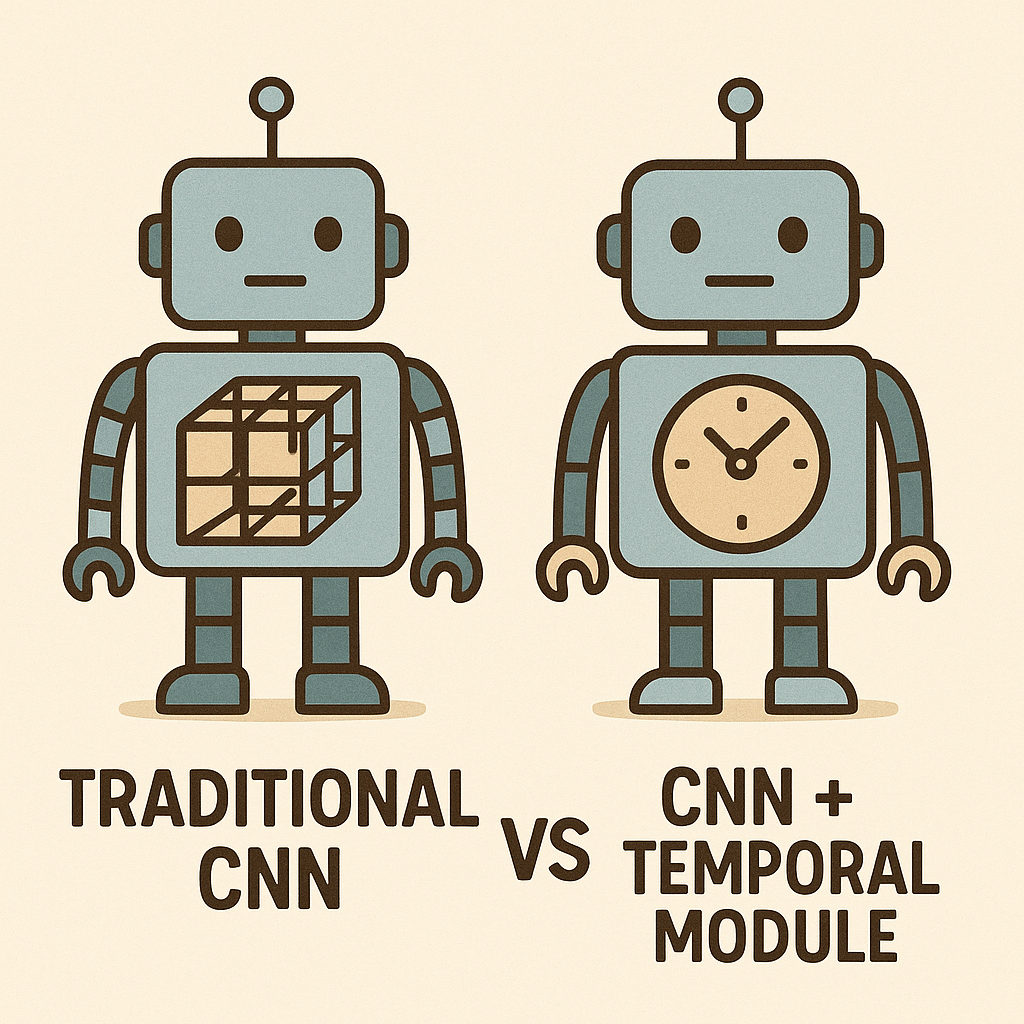 TRADITIONAL
CNN
VS
CNN +
TEMPORAL
MODULE